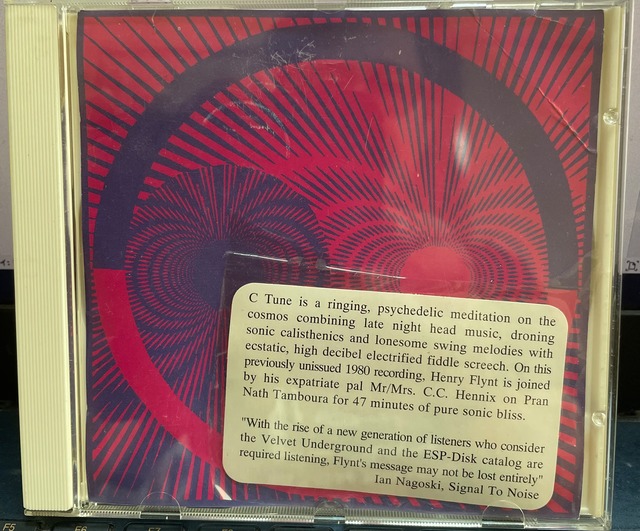 C Tune is a ringing, psychedelic meditation on the
cosmos combining late night head music, droning
sonic calisthenics and lonesome swing melodies with
ecstatic, high decibel electrified fiddle screech. On this
previously unissued 1980 recording, Henry Flynt is joined
by his expatriate pal Mr/Mrs. C.C. Hennix on Pran
Nath Tamboura for 47 minutes of pure sonic bliss.
"With the rise of a new generation of listeners who consider
the Velvet Underground and the ESP-Disk catalog are
required listening, Flynt's message may not be lost entirely"
Ian Nagoski, Signal To Noise
F5
F6
F7